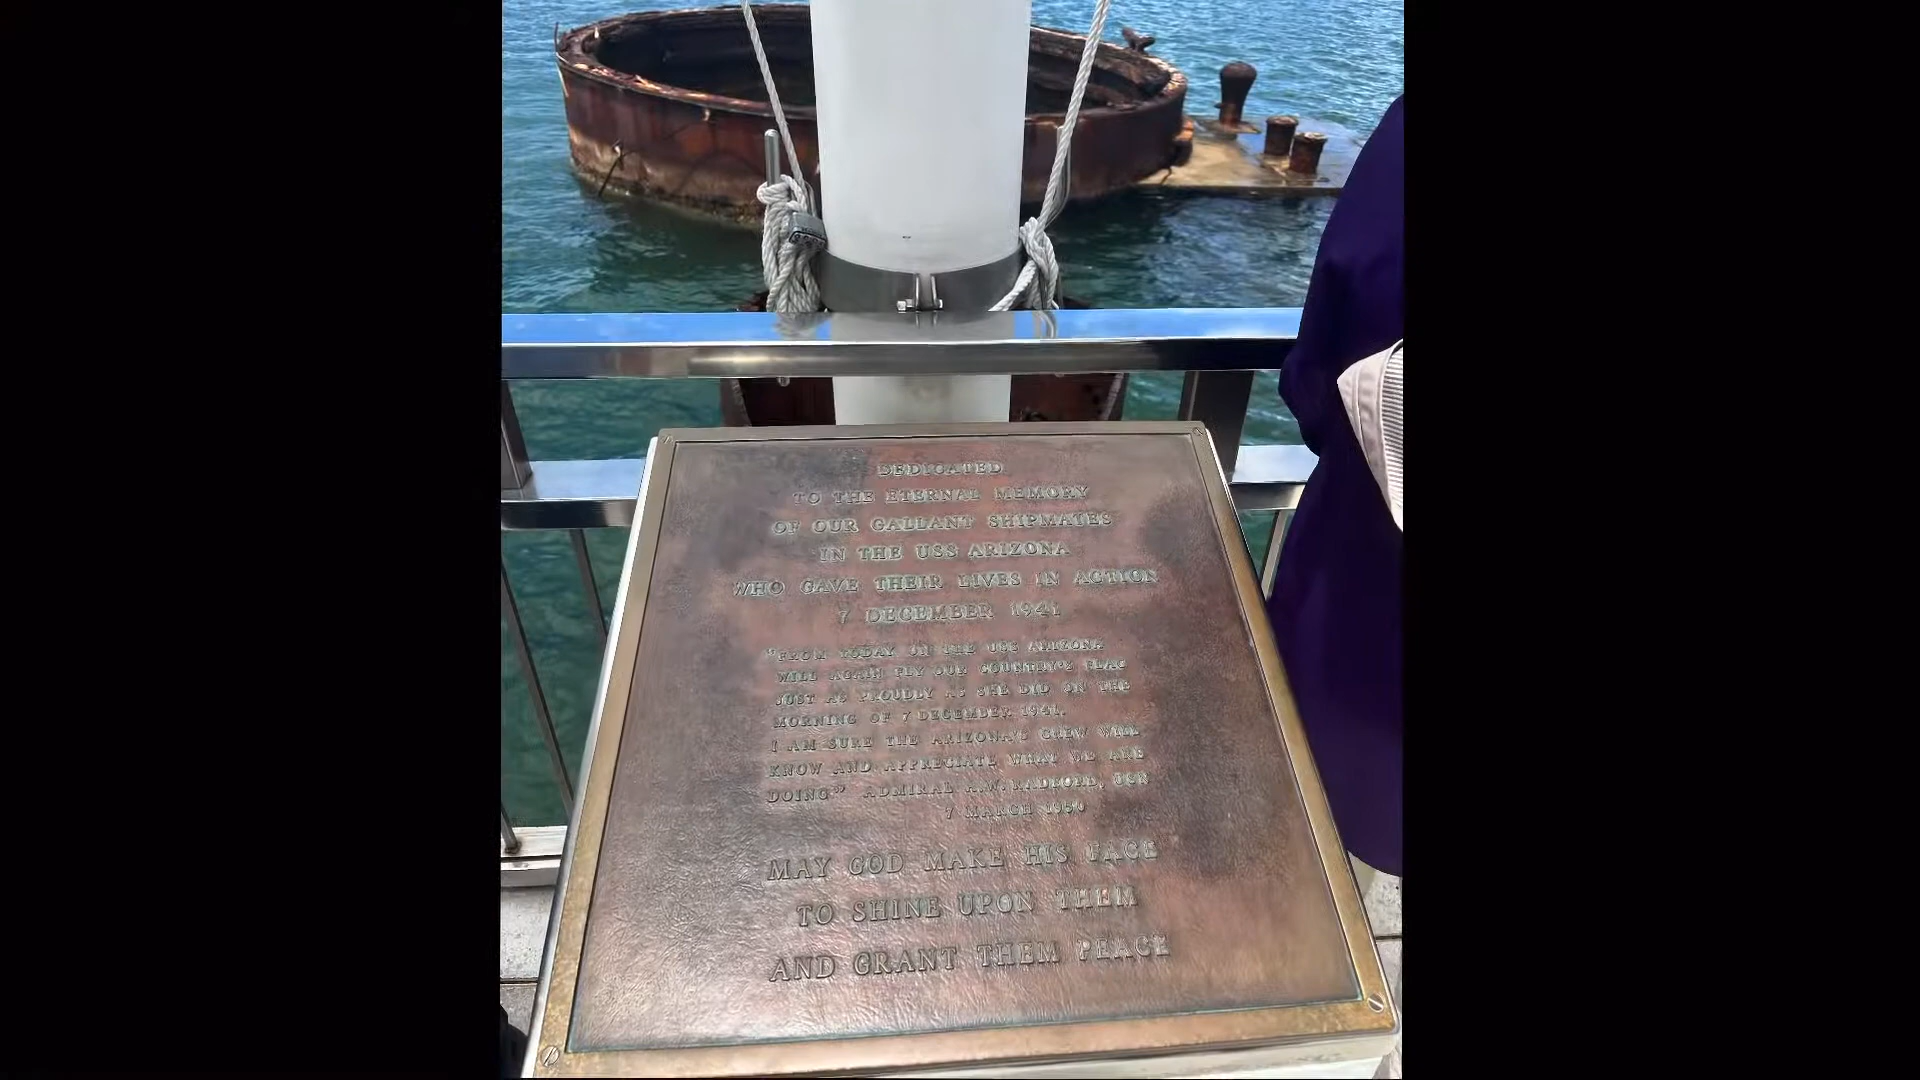 DEDICATED
TO THE ETERNAL MEMORY
OF OUR GALLANT SHIPMATES
IN THE USS ARIZONA
WHO GAVE THEIR LIVES IN ACTION
7 DECEMBER 1941
"FROM TODAY ON THE USS ARIZONA
WILL AGAIN FLY OUR COUNTRY'S FLAG
JUST AS PROUDLY AS SHE DID ON THE
MORNING OF 7 DECEMBER 1941.
I AM SURE THE ARIZONA'S CREW WILL
KNOW AND APPRECIATE WHAT WE ARE
DOING" ADMIRAL A.W. RADFORD, USN
7 MARCH 1950
MAY GOD MAKE HIS FACE
TO SHINE UPON THEM
AND GRANT THEM PEACE